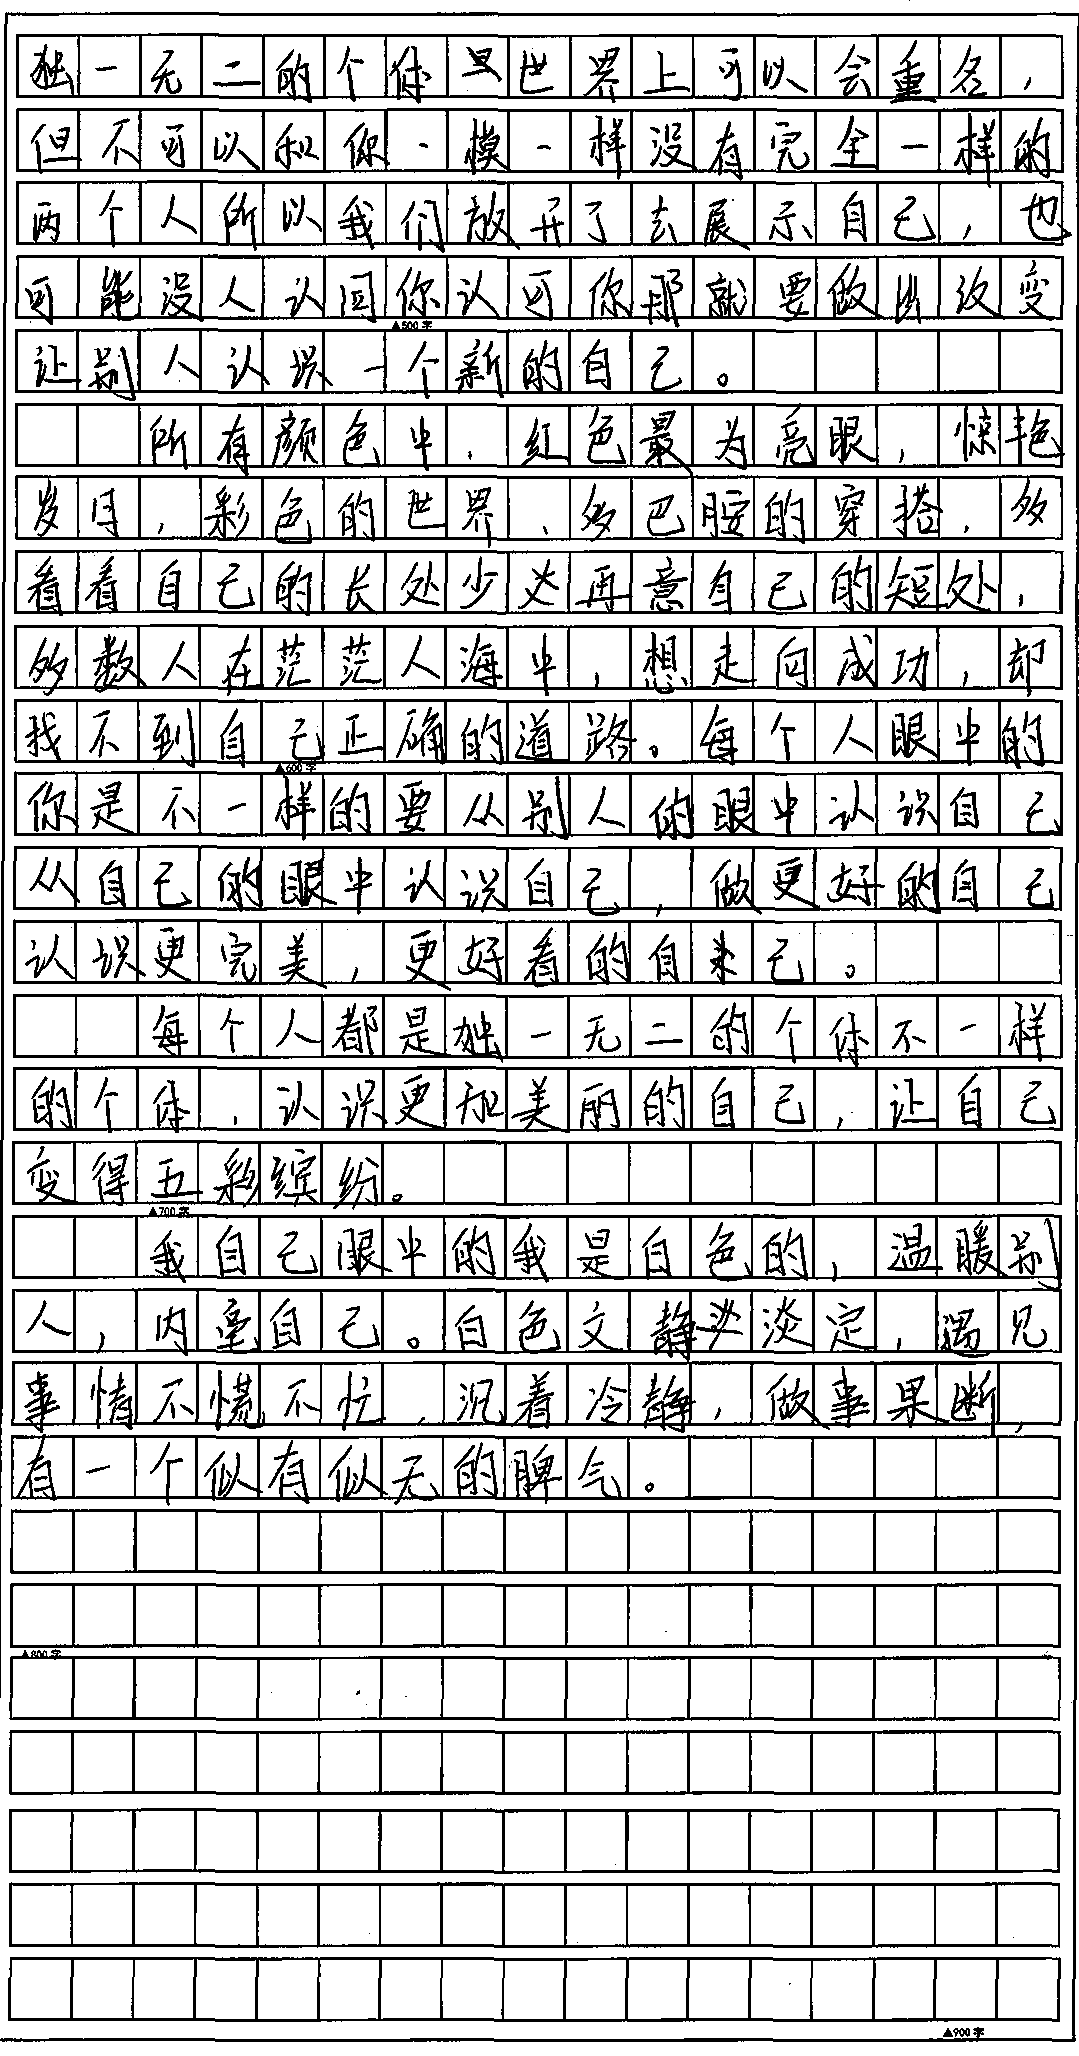 独一无二的个体世界上可以会重名，
但不可以和你一模一样没有完全一样的
两个人所以我们放开了去展示自己，也
可能没人认同你认可你那就要做出改变
▲500字
让别人认识一个新的自己。
所有颜色中，红色最为亮眼，惊艳
岁月，彩色的世界，多巴胺的穿搭，多
看看自己的长处少再意自己的短处，
多数人在茫茫人海中，想走向成功，却
找不到自己正确的道路。每个人眼中的
▲600字
你是不一样的要从别人的眼中认识自己
从自己的眼中认识自己，做更好的自己
认识更完美，更好看的自己。
每个人都是独一无二的个体不一样
的个体，认识更加美丽的自己，让自己
变得五彩缤纷。
▲700字
我自己眼中的我是白色的，温暖别
人，内亮自己。白色文静淡定，遇见
事情不慌不忙，沉着冷静，做事果断，
有一个似有似无的脾气。
▲800字
▲900字